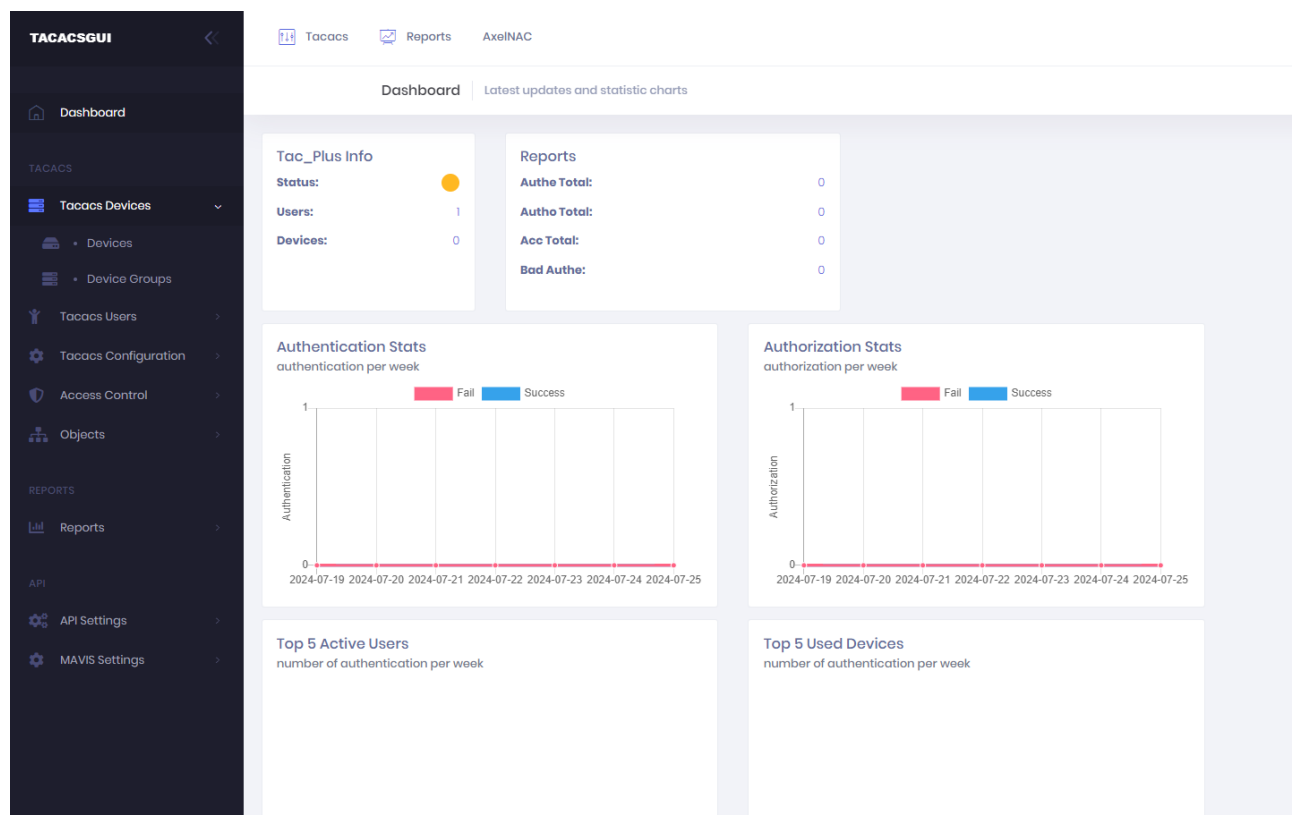 TACACSGUI
Dashboard
TACACS
Tacacs Devices
• Devices
• Device Groups
Tacacs Users
Tacacs Configuration
Access Control
Objects
REPORTS
Reports
API
API Settings
MAVIS Settings
Tacacs Reports AxelNAC
Dashboard Latest updates and statistic charts
Tac_Plus Info
Status:
Users: 1
Devices: 0
Reports
Authe Total: 0
Autho Total: 0
Acc Total: 0
Bad Authe: 0
Authentication Stats
authentication per week
Fail Success
1
Authentication
0
2024-07-19 2024-07-20 2024-07-21 2024-07-22 2024-07-23 2024-07-24 2024-07-25
Authorization Stats
authorization per week
Fail Success
1
Authorization
0
2024-07-19 2024-07-20 2024-07-21 2024-07-22 2024-07-23 2024-07-24 2024-07-25
Top 5 Active Users
number of authentication per week
Top 5 Used Devices
number of authentication per week